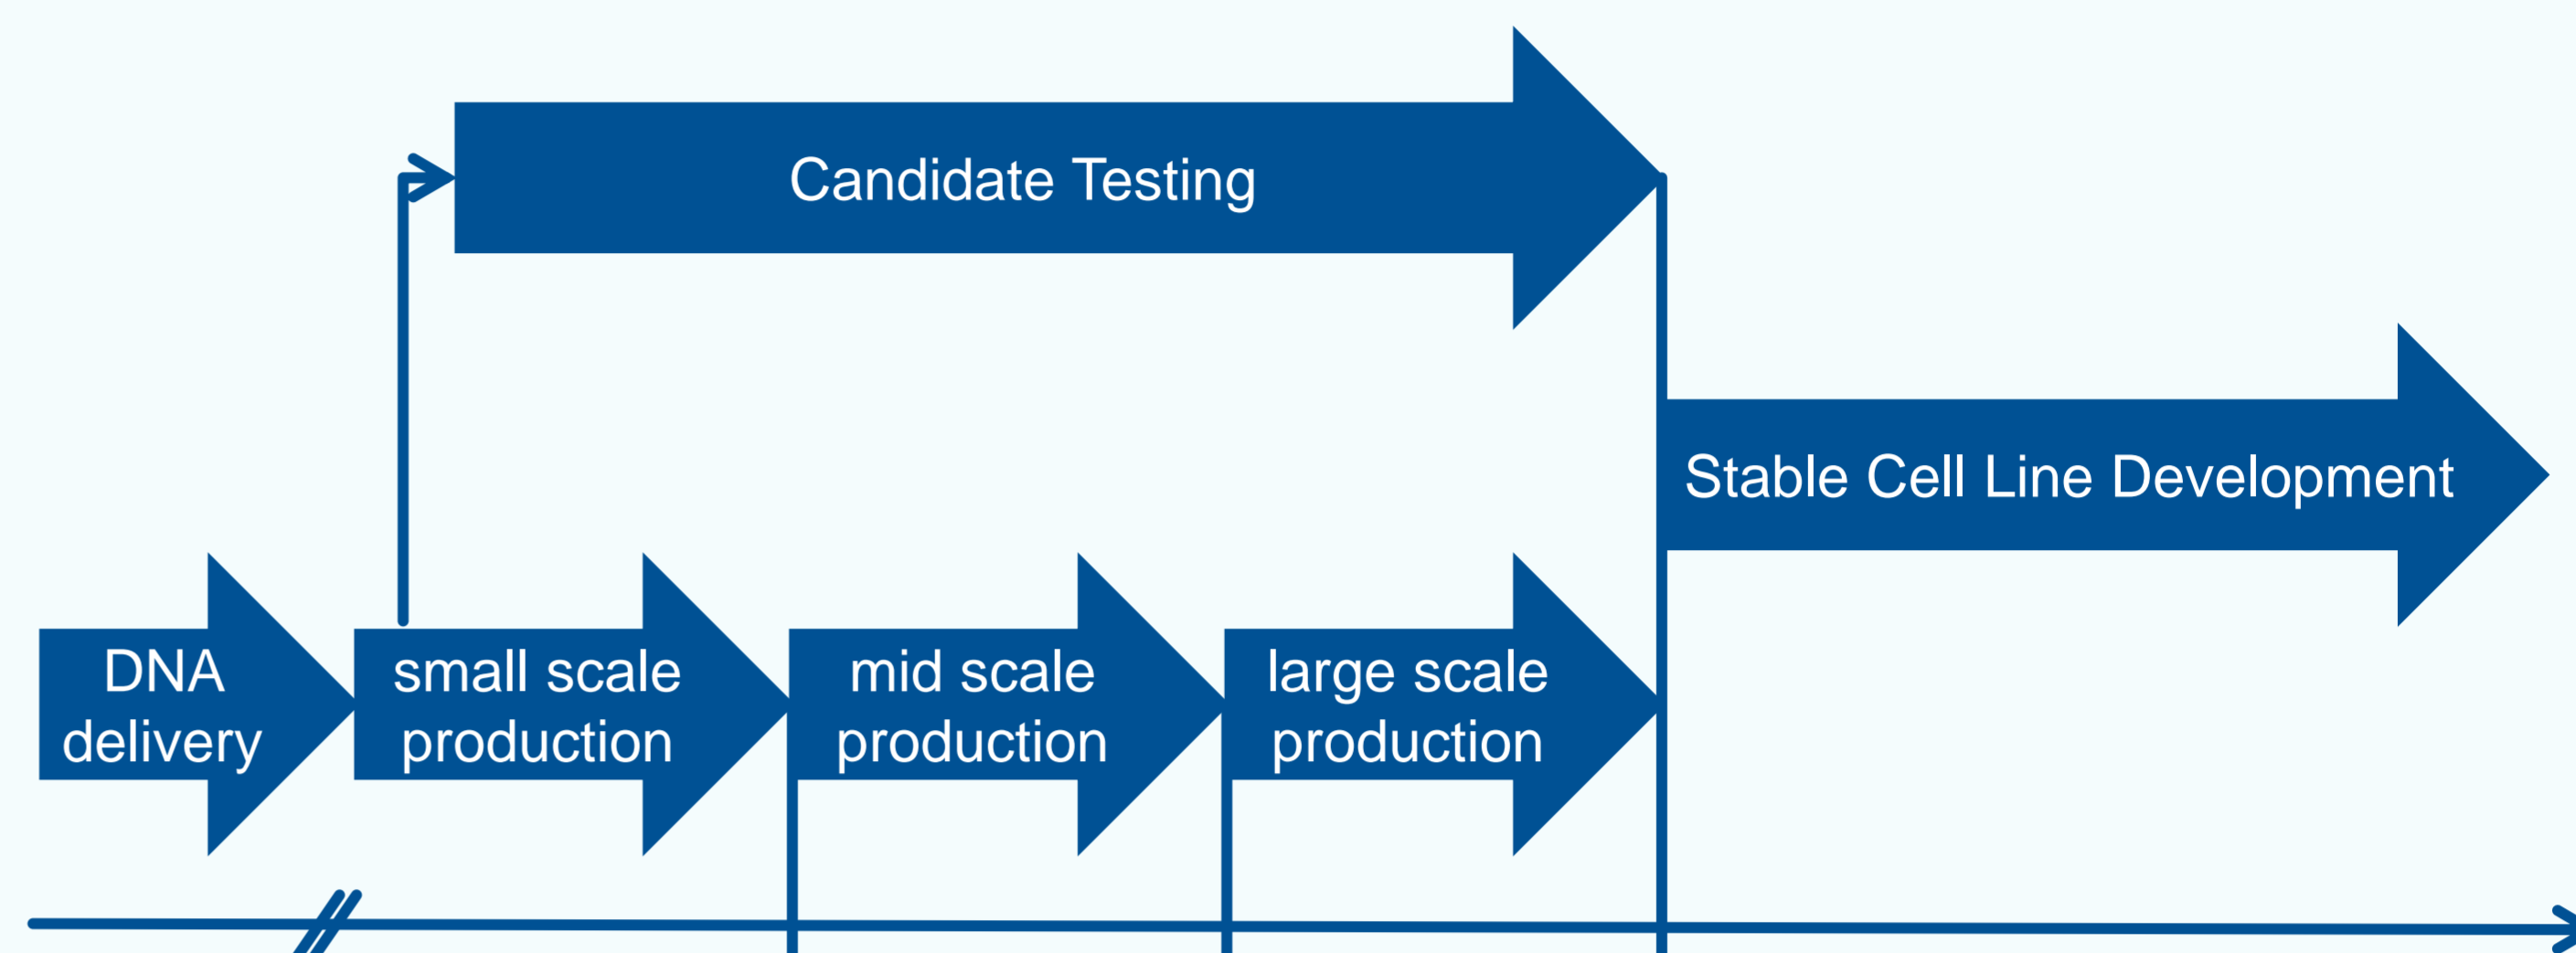 Candidate Testing
Stable Cell Line Development
DNA
delivery
small scale
production
mid scale
production
large scale
production